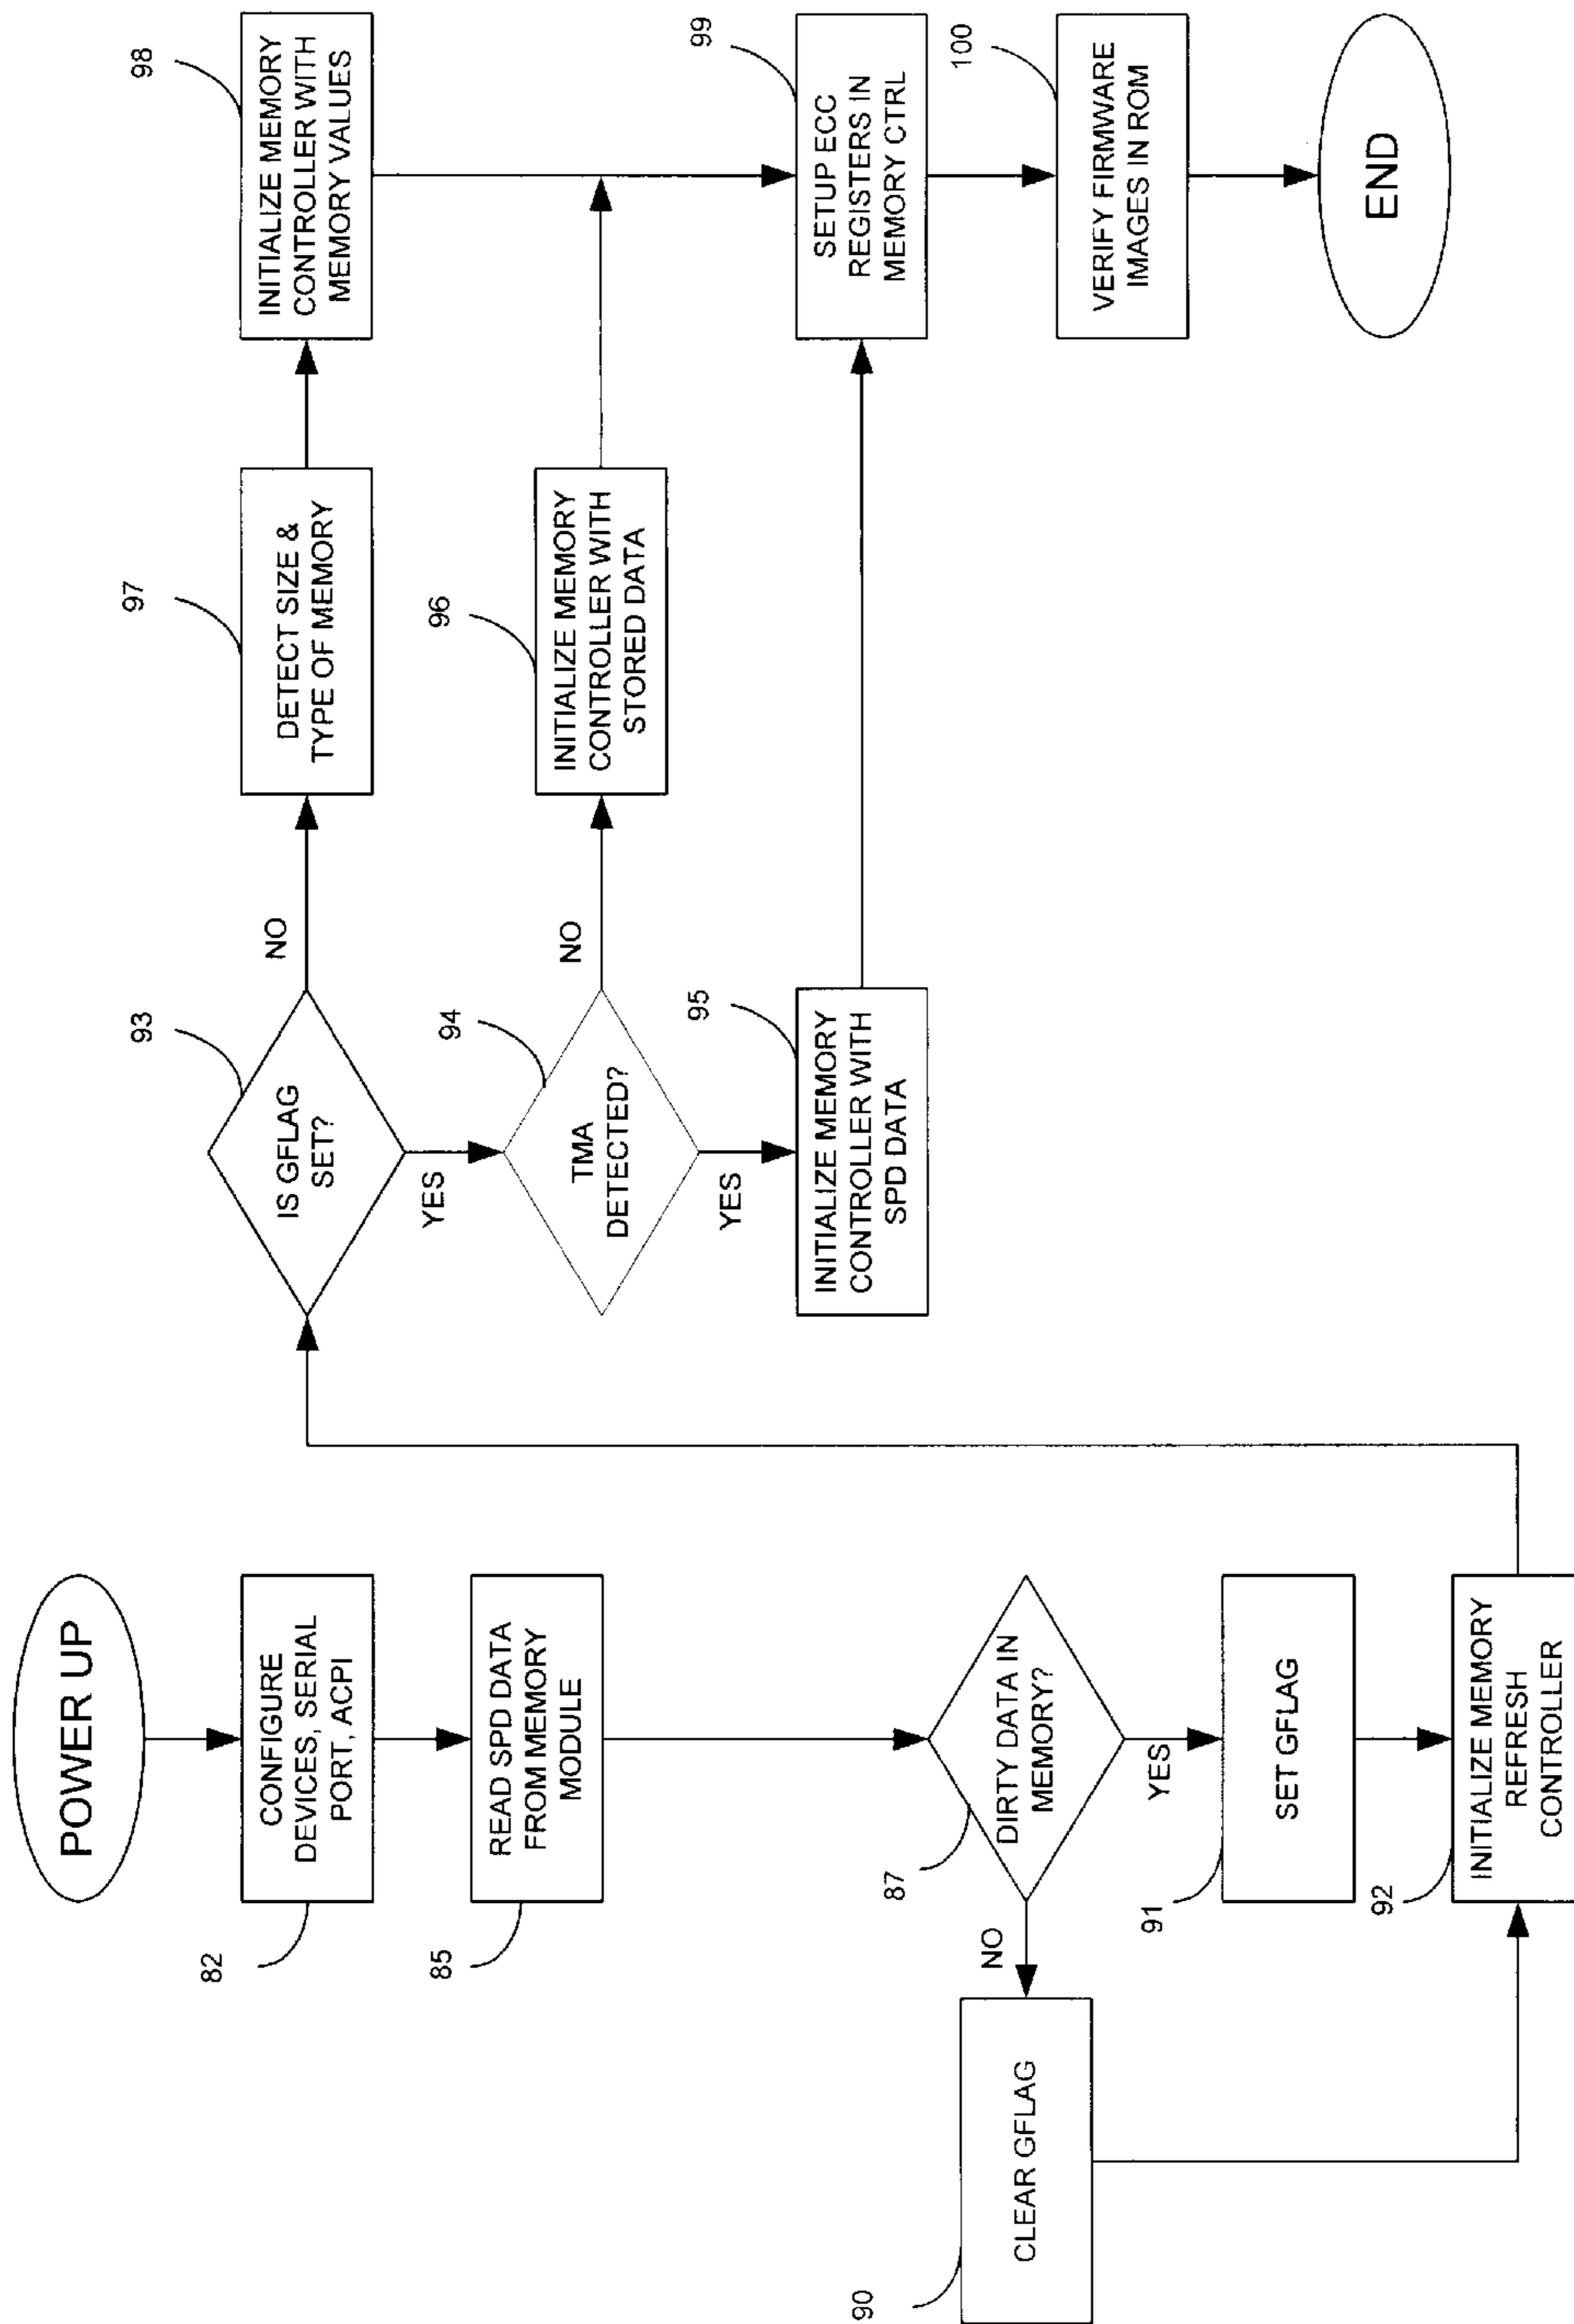 POWER UP
82
CONFIGURE
DEVICES, SERIAL
PORT, ACPI
85
READ SPD DATA
FROM MEMORY
MODULE
87
DIRTY DATA IN
MEMORY?
NO
YES
90
CLEAR GFLAG
91
SET GFLAG
92
INITIALIZE MEMORY
REFRESH
CONTROLLER
93
IS GFLAG
SET?
NO
YES
97
DETECT SIZE &
TYPE OF MEMORY
98
INITIALIZE MEMORY
CONTROLLER WITH
MEMORY VALUES
94
TMA
DETECTED?
NO
YES
96
INITIALIZE MEMORY
CONTROLLER WITH
STORED DATA
95
INITIALIZE MEMORY
CONTROLLER WITH
SPD DATA
99
SETUP ECC
REGISTERS IN
MEMORY CTRL
100
VERIFY FIRMWARE
IMAGES IN ROM
END